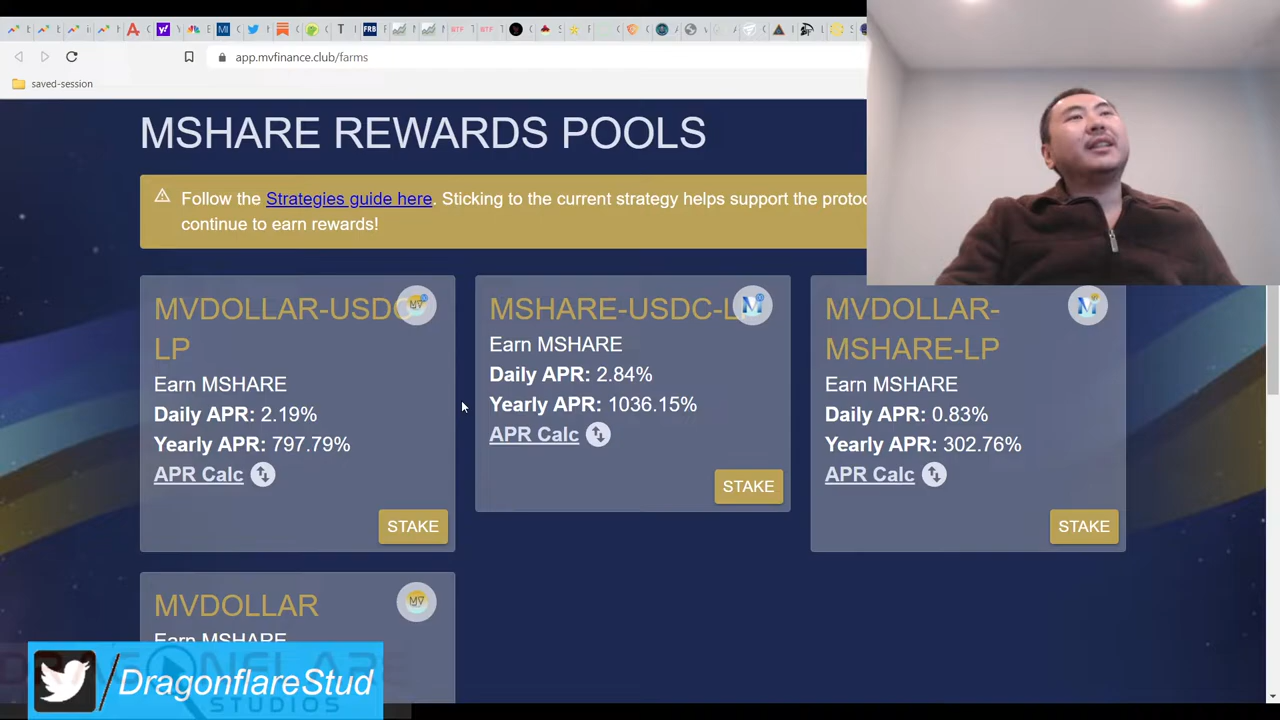 app.mvfinance.club/farms
saved-session
MSHARE REWARDS POOLS
Follow the Strategies guide here. Sticking to the current strategy helps support the
continue to earn rewards!
MVDOLLAR-USDC
LP
Earn MSHARE
Daily APR: 2.19%
Yearly APR: 797.79%
APR Calc
STAKE
MSHARE-USDC-L
Earn MSHARE
Daily APR: 2.84%
Yearly APR: 1036.15%
APR Calc
STAKE
MVDOLLAR-
MSHARE-LP
Earn MSHARE
Daily APR: 0.83%
Yearly APR: 302.76%
APR Calc
STAKE
MVDOLLAR
Earn MSHARE
/DragonflareStud
STUDIOS